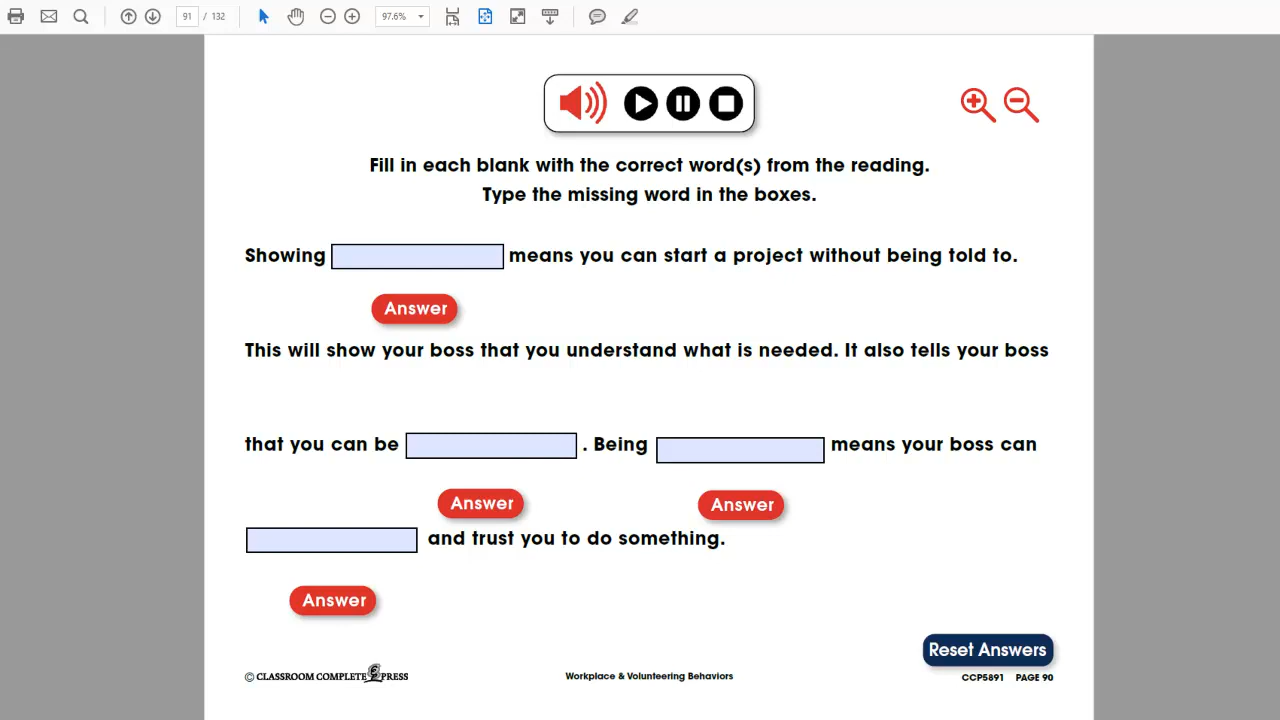 91 / 132 97.6%
Fill in each blank with the correct word(s) from the reading.
Type the missing word in the boxes.
Showing means you can start a project without being told to.
Answer
This will show your boss that you understand what is needed. It also tells your boss
that you can be . Being means your boss can
Answer Answer
and trust you to do something.
Answer
Reset Answers
© CLASSROOM COMPLETE PRESS Workplace & Volunteering Behaviors CCP5891 PAGE 90